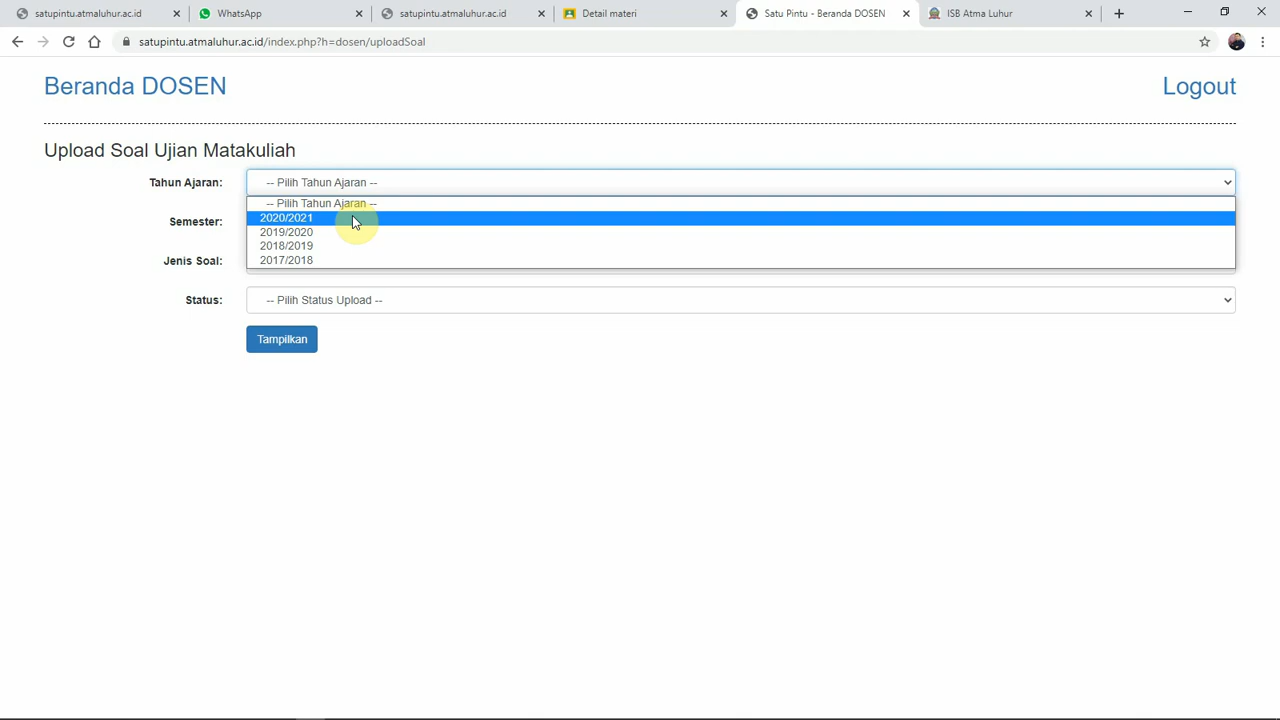 satupintu.atmaluhur.ac.id
WhatsApp
satupintu.atmaluhur.ac.id
Detail materi
Satu Pintu - Beranda DOSEN
ISB Atma Luhur
satupintu.atmaluhur.ac.id/index.php?h=dosen/uploadSoal
Beranda DOSEN
Logout
Upload Soal Ujian Matakuliah
Tahun Ajaran:
-- Pilih Tahun Ajaran --
-- Pilih Tahun Ajaran --
2020/2021
Semester:
2019/2020
2018/2019
Jenis Soal:
2017/2018
Status:
-- Pilih Status Upload --
Tampilkan